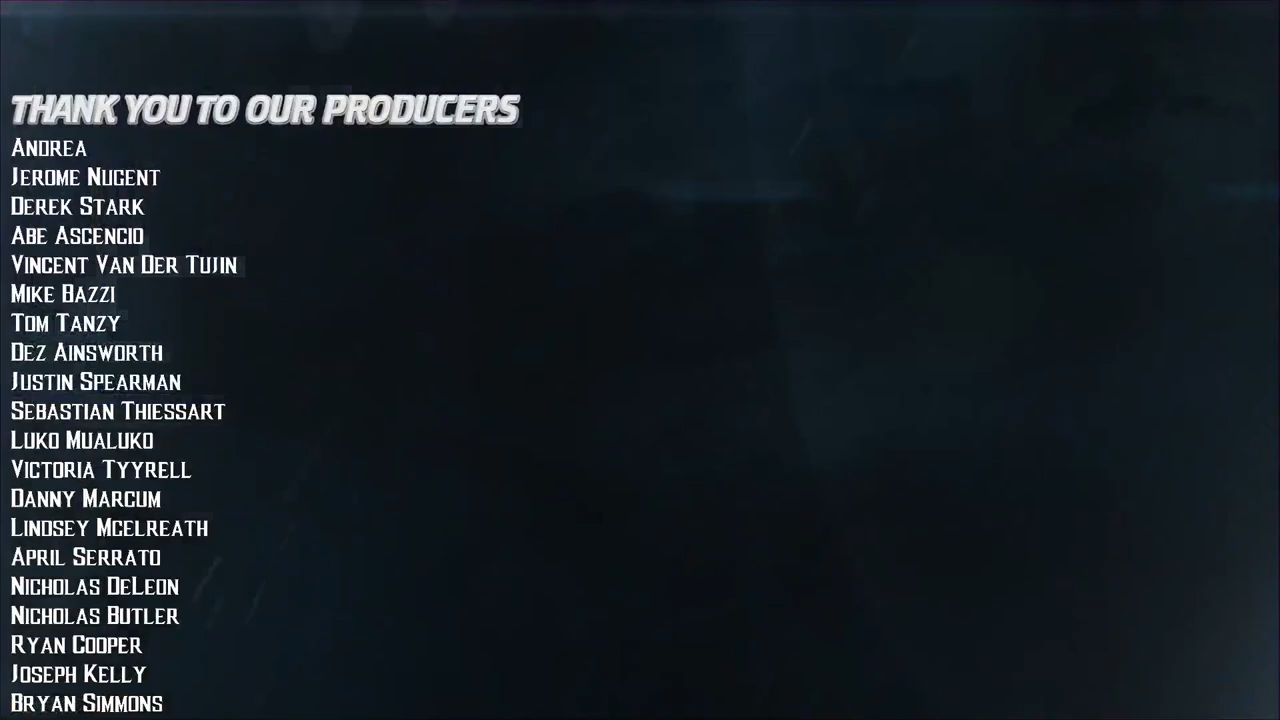 THANK YOU TO OUR PRODUCERS
ANDREA
JEROME NUGENT
DEREK STARK
ABE ASCENCIO
VINCENT VAN DER TUJIN
MIKE BAZZI
TOM TANZY
DEZ AINSWORTH
JUSTIN SPEARMAN
SEBASTIAN THIESSART
LUKO MUALUKO
VICTORIA TYYRELL
DANNY MARCUM
LINDSEY MCELREATH
APRIL SERRATO
NICHOLAS DELEON
NICHOLAS BUTLER
RYAN COOPER
JOSEPH KELLY
BRYAN SIMMONS